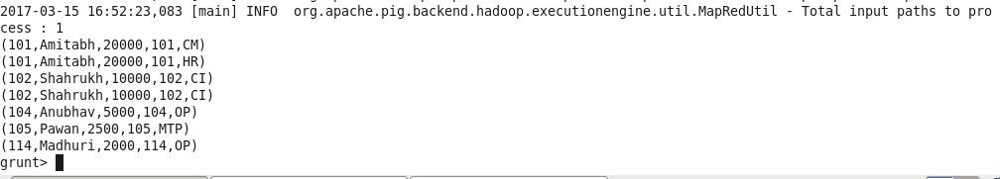 2017-03-15 16:52:23,083 [main] INFO  org.apache.pig.backend.hadoop.executionengine.util.MapRedUtil - Total input paths to pro
cess : 1
(101,Amitabh,20000,101,CM)
(101,Amitabh,20000,101,HR)
(102,Shahrukh,10000,102,CI)
(102,Shahrukh,10000,102,CI)
(104,Anubhav,5000,104,OP)
(105,Pawan,2500,105,MTP)
(114,Madhuri,2000,114,OP)
grunt>